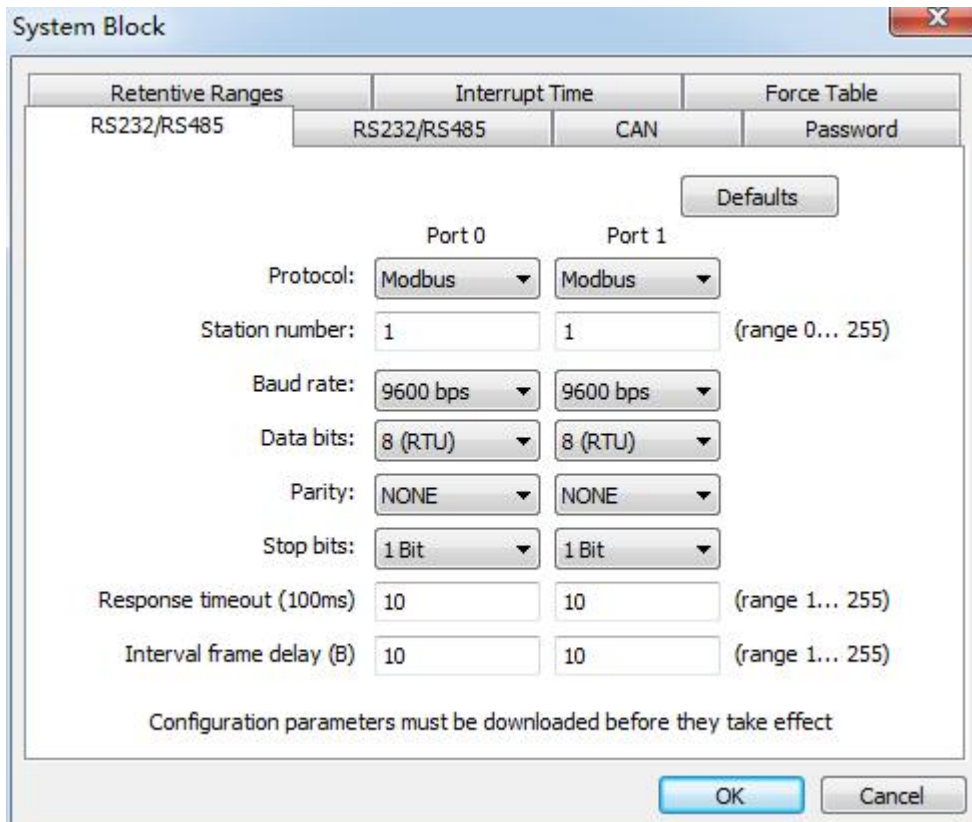 System Block
Retentive Ranges Interrupt Time Force Table
RS232/RS485 RS232/RS485 CAN Password
Defaults
Port 0 Port 1
Protocol: Modbus Modbus
Station number: 1 1 (range 0... 255)
Baud rate: 9600 bps 9600 bps
Data bits: 8 (RTU) 8 (RTU)
Parity: NONE NONE
Stop bits: 1 Bit 1 Bit
Response timeout (100ms) 10 10 (range 1... 255)
Interval frame delay (B) 10 10 (range 1... 255)
Configuration parameters must be downloaded before they take effect
OK Cancel